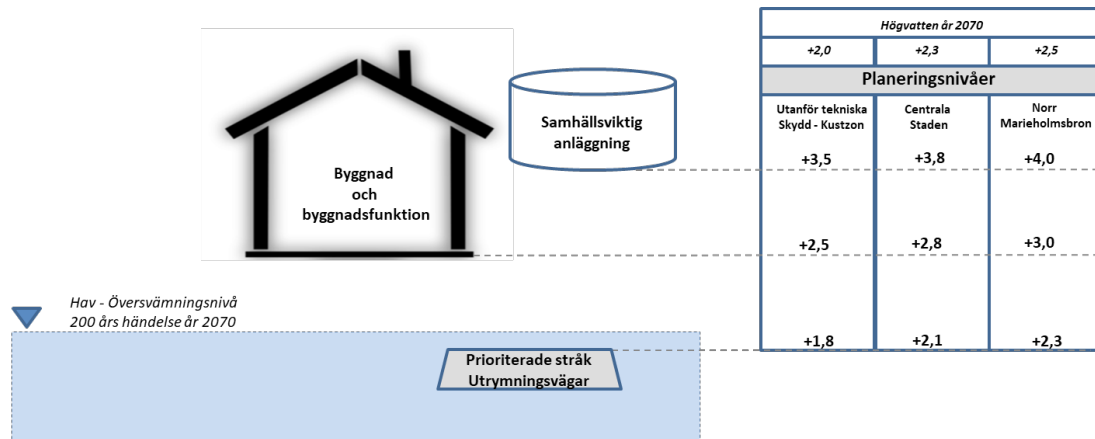 Högvatten år 2070
+2,0 +2,3 +2,5
Planeringsnivåer
Utanför tekniska
Skydd - Kustzon
Centrala
Staden
Norr
Marieholmsbron
+3,5 +3,8 +4,0
+2,5 +2,8 +3,0
+1,8 +2,1 +2,3
Samhällsviktig
anläggning
Byggnad
och
byggnadsfunktion
Hav - Översvämningsnivå
200 års händelse år 2070
Prioriterade stråk
Utrymningsvägar